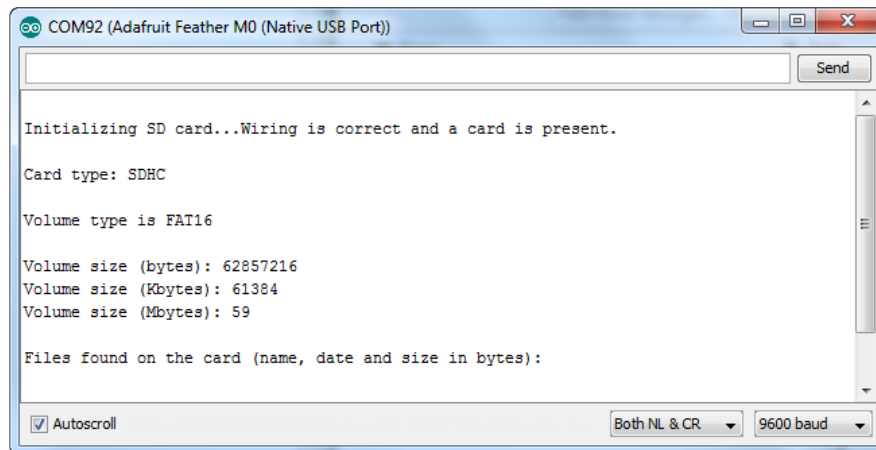 COM92 (Adafruit Feather M0 (Native USB Port))
Send
Initializing SD card...Wiring is correct and a card is present.
Card type: SDHC
Volume type is FAT16
Volume size (bytes): 62857216
Volume size (Kbytes): 61384
Volume size (Mbytes): 59
Files found on the card (name, date and size in bytes):
Autoscroll
Both NL & CR
9600 baud